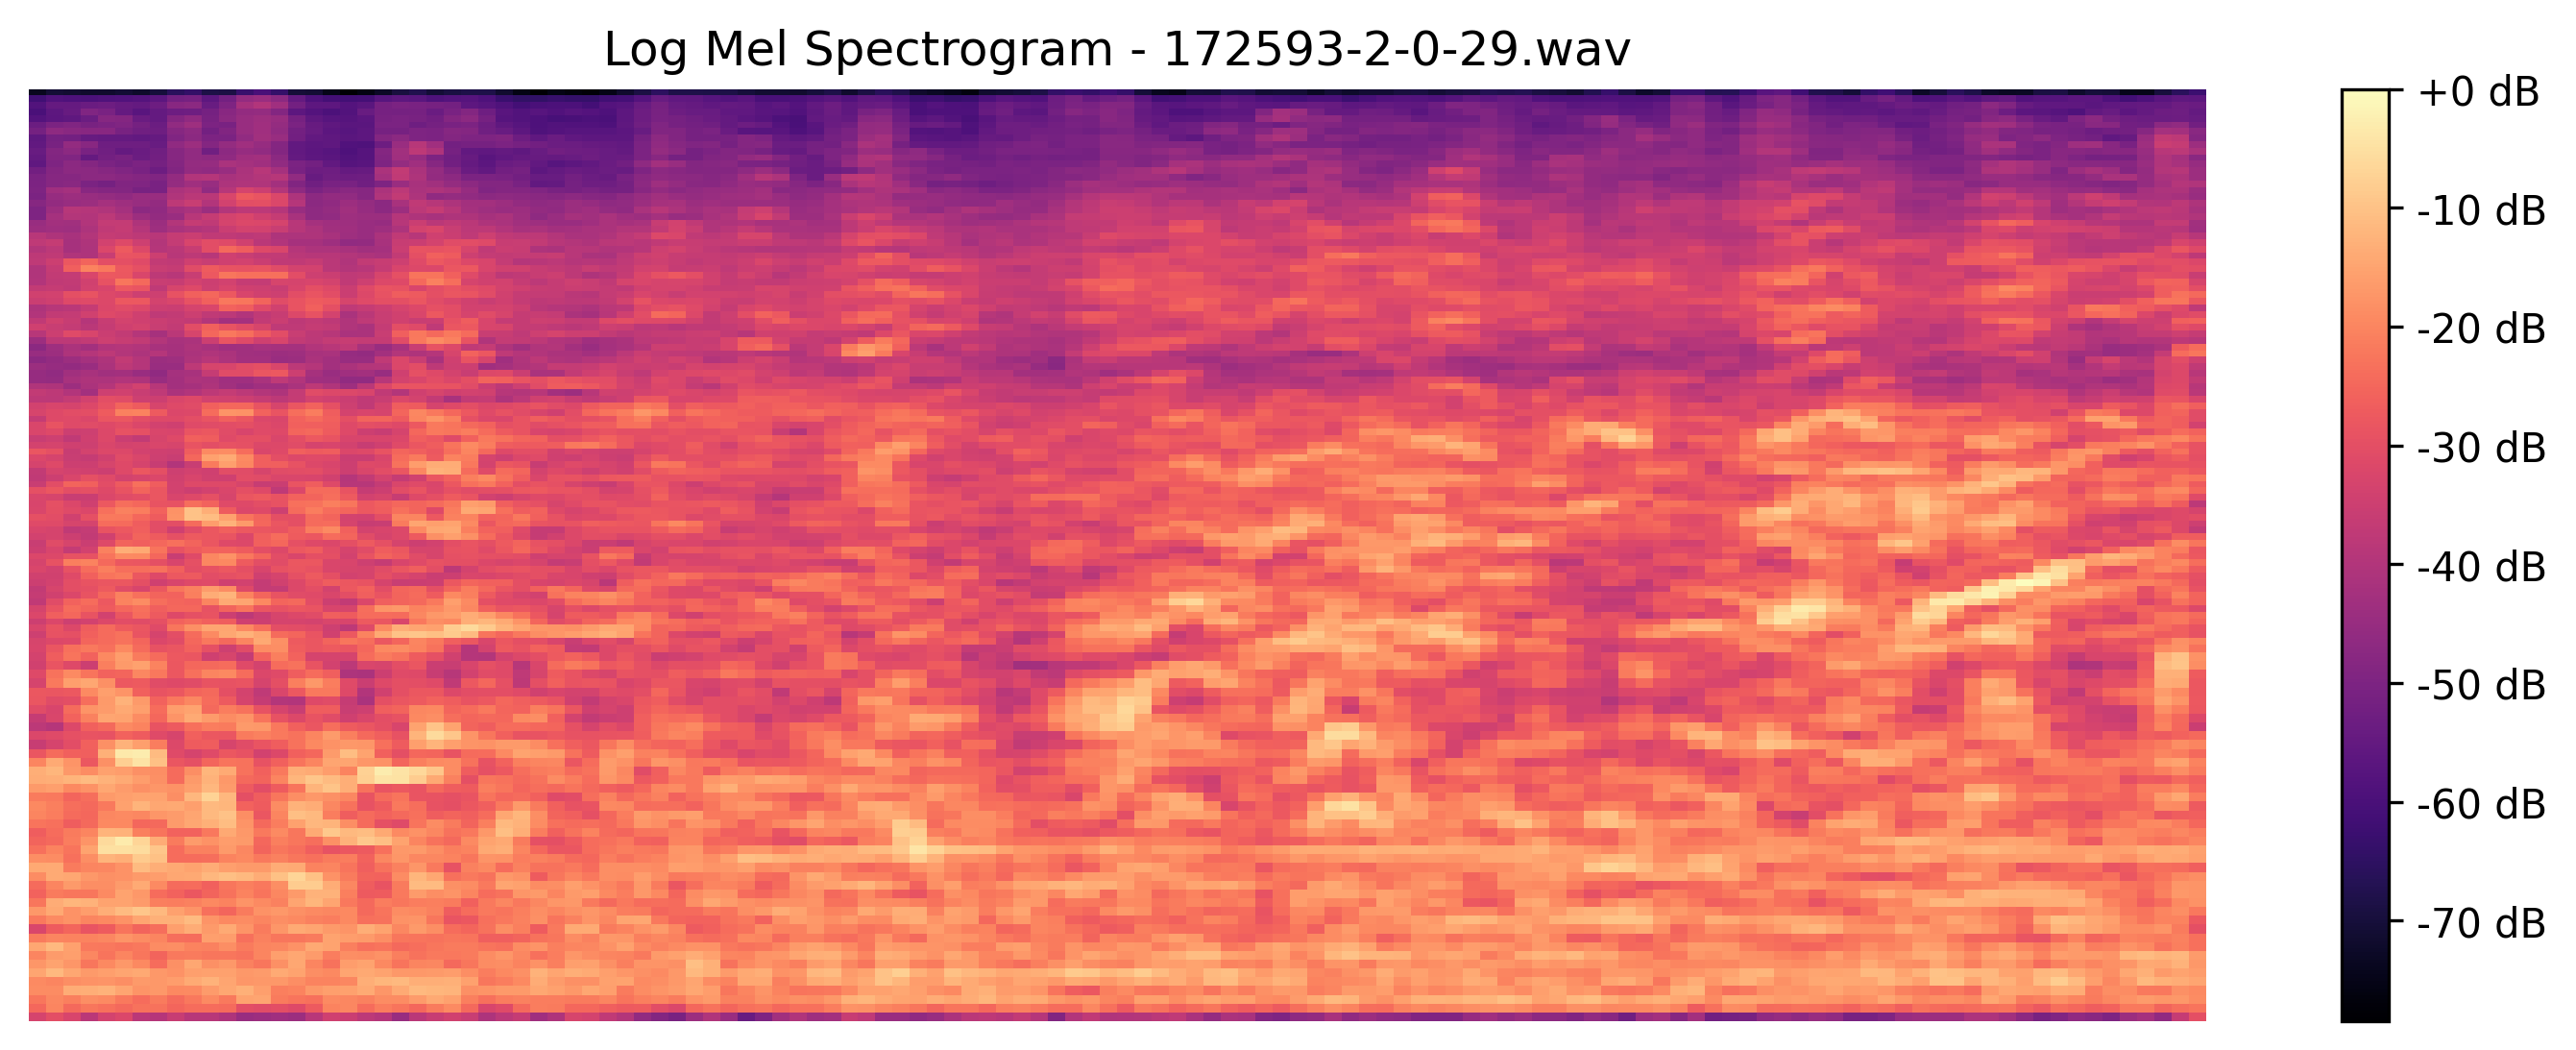 Log Mel Spectrogram - 172593-2-0-29.wav
+0 dB
-10 dB
-20 dB
-30 dB
-40 dB
-50 dB
-60 dB
-70 dB